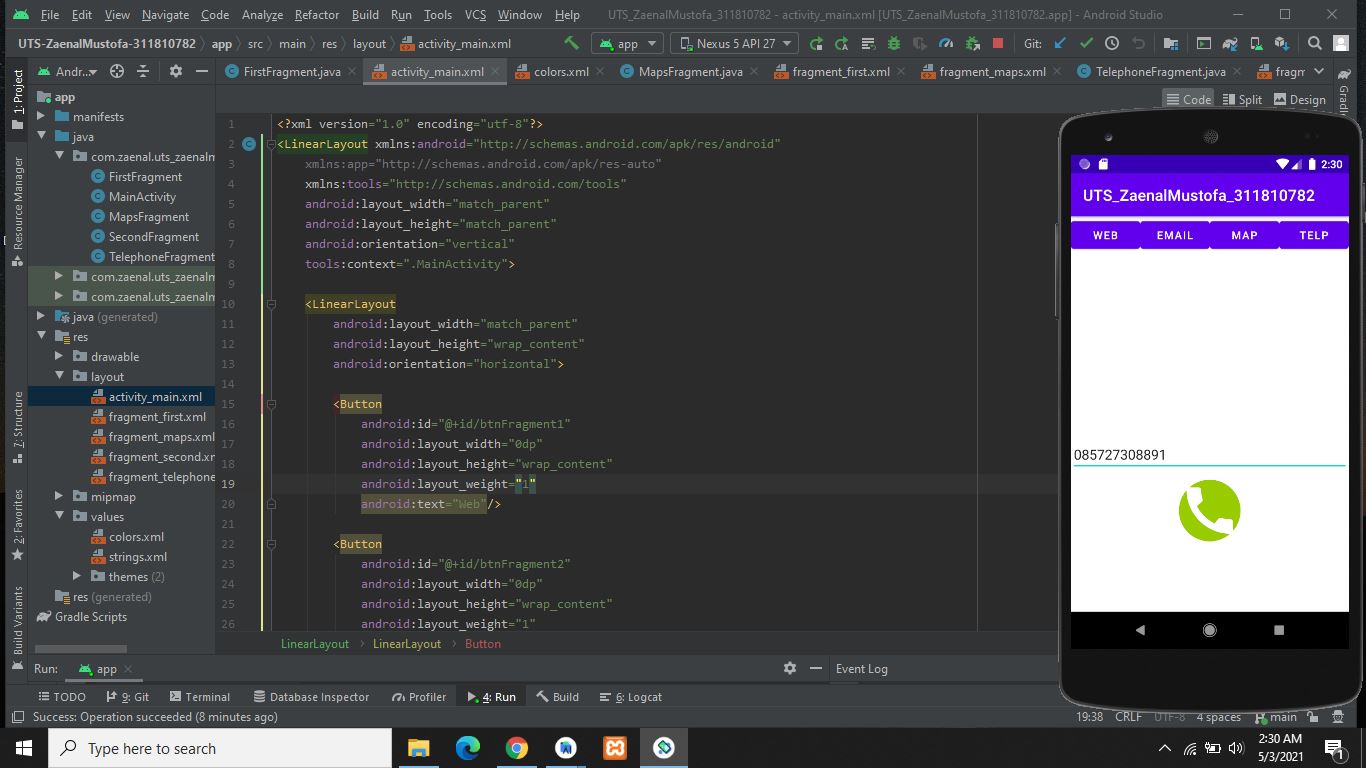 File Edit View Navigate Code Analyze Refactor Build Run Tools VCS Window Help UTS_ZaenalMustofa_311810782 - activity_main.xml [UTS_ZaenalMustofa_311810782.app] - Android Studio
UTS-ZaenalMustofa-311810782 app src main res layout activity_main.xml app Nexus 5 API 27 Git:
Andr... FirstFragment.java activity_main.xml colors.xml MapsFragment.java fragment_first.xml fragment_maps.xml TelephoneFragment.java fragr
Code Split Design
1: Project
Resource Manager
7: Structure
2: Favorites
Build Variants
Grad
app
manifests
java
com.zaenal.uts_zaenalm
FirstFragment
MainActivity
MapsFragment
SecondFragment
TelephoneFragment
com.zaenal.uts_zaenalm
com.zaenal.uts_zaenalm
java (generated)
res
drawable
layout
activity_main.xml
fragment_first.xml
fragment_maps.xml
fragment_second.xr
fragment_telephone
mipmap
values
colors.xml
strings.xml
themes (2)
res (generated)
Gradle Scripts
1 <?xml version="1.0" encoding="utf-8"?>
2 <LinearLayout xmlns:android="http://schemas.android.com/apk/res/android"
3 xmlns:app="http://schemas.android.com/apk/res-auto"
4 xmlns:tools="http://schemas.android.com/tools"
5 android:layout_width="match_parent"
6 android:layout_height="match_parent"
7 android:orientation="vertical"
8 tools:context=".MainActivity">
9
10 <LinearLayout
11 android:layout_width="match_parent"
12 android:layout_height="wrap_content"
13 android:orientation="horizontal">
14
15 <Button
16 android:id="@+id/btnFragment1"
17 android:layout_width="0dp"
18 android:layout_height="wrap_content"
19 android:layout_weight="1"
20 android:text="Web"/>
21
22 <Button
23 android:id="@+id/btnFragment2"
24 android:layout_width="0dp"
25 android:layout_height="wrap_content"
26 android:layout_weight="1"
LinearLayout LinearLayout Button
2:30
UTS_ZaenalMustofa_311810782
WEB EMAIL MAP TELP
085727308891
Run: app Event Log
TODO 9: Git Terminal Database Inspector Profiler 4: Run Build 6: Logcat
Success: Operation succeeded (8 minutes ago) 19:38 CRLF UTF-8 4 spaces main
Type here to search
2:30 AM
5/3/2021
1